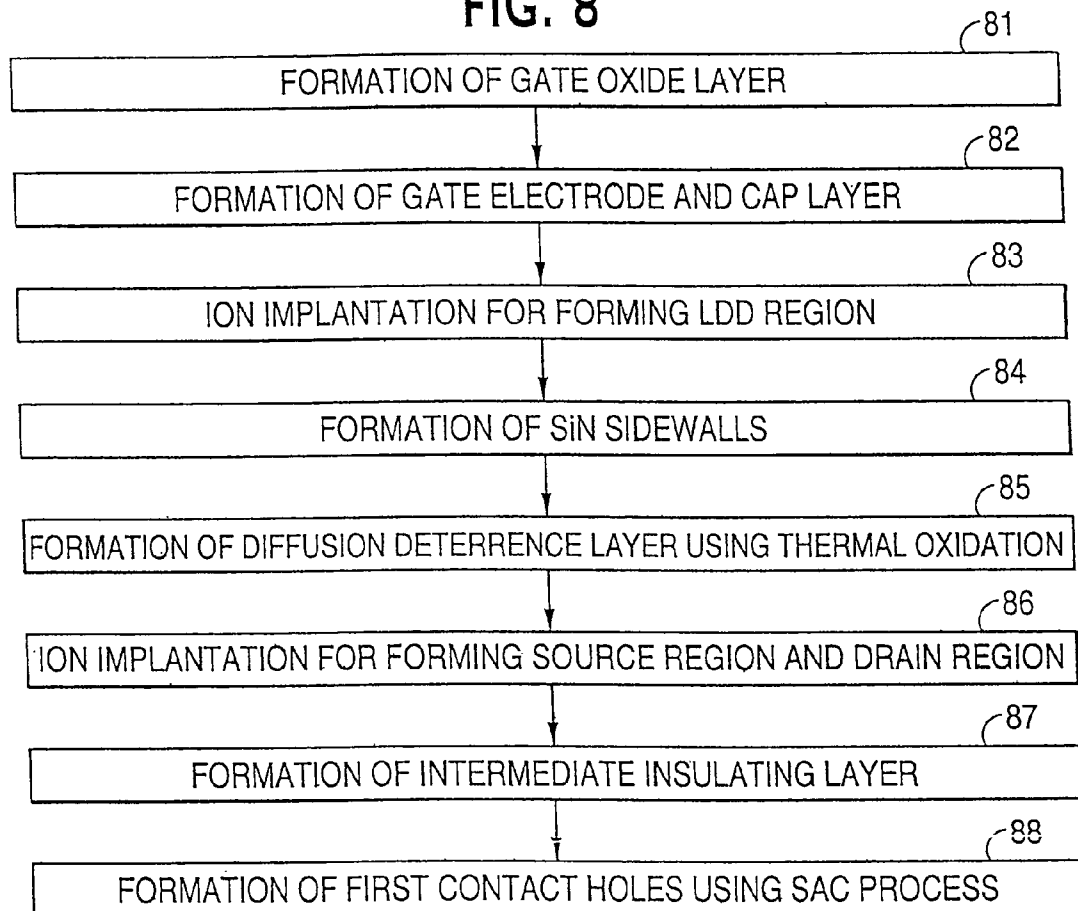 FIG. 8
81
FORMATION OF GATE OXIDE LAYER
82
FORMATION OF GATE ELECTRODE AND CAP LAYER
83
ION IMPLANTATION FOR FORMING LDD REGION
84
FORMATION OF SiN SIDEWALLS
85
FORMATION OF DIFFUSION DETERRENCE LAYER USING THERMAL OXIDATION
86
ION IMPLANTATION FOR FORMING SOURCE REGION AND DRAIN REGION
87
FORMATION OF INTERMEDIATE INSULATING LAYER
88
FORMATION OF FIRST CONTACT HOLES USING SAC PROCESS